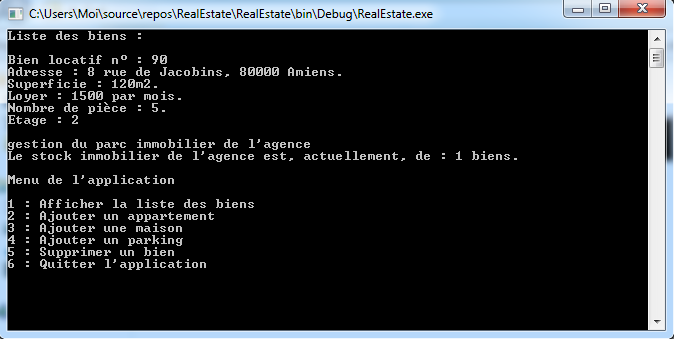 C:\Users\Moi\source\repos\RealEstate\RealEstate\bin\Debug\RealEstate.exe
Liste des biens :
Bien locatif n° : 90
Adresse : 8 rue de Jacobins, 80000 Amiens.
Superficie : 120m2.
Loyer : 1500 par mois.
Nombre de pièce : 5.
Etage : 2
gestion du parc immobilier de l'agence
Le stock immobilier de l'agence est, actuellement, de : 1 biens.
Menu de l'application
1 : Afficher la liste des biens
2 : Ajouter un appartement
3 : Ajouter une maison
4 : Ajouter un parking
5 : Supprimer un bien
6 : Quitter l'application